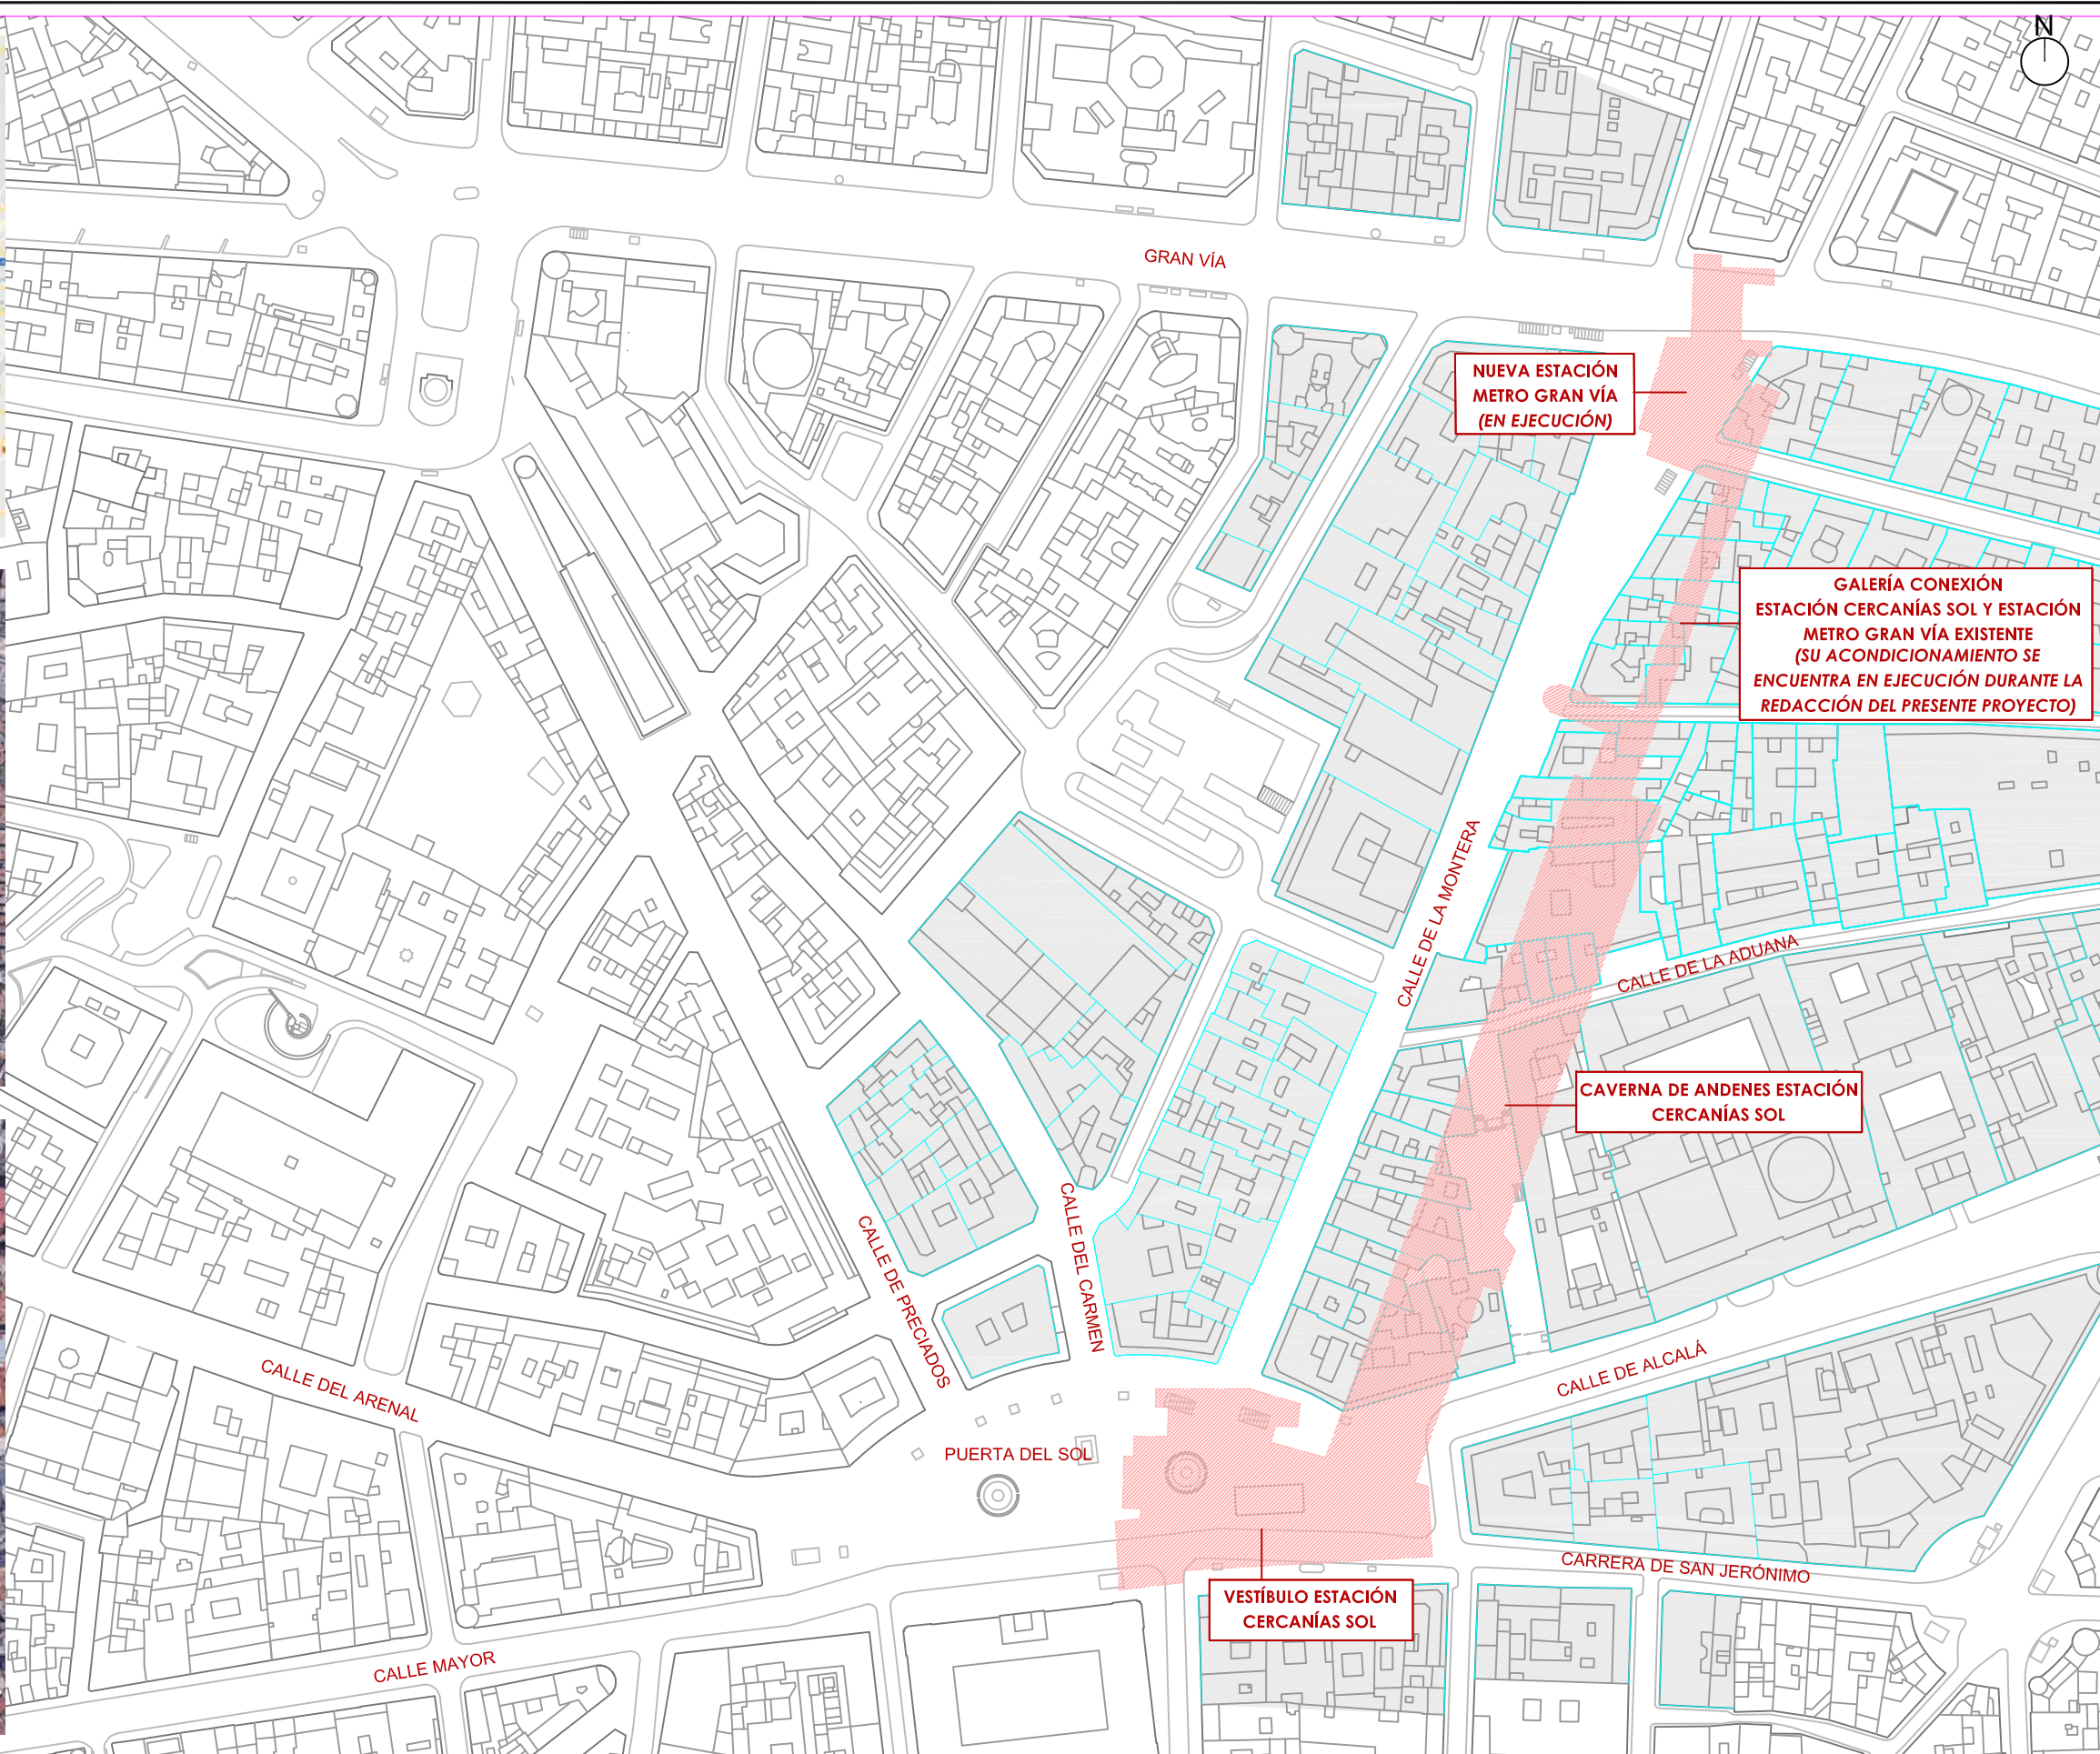 N
GRAN VÍA
NUEVA ESTACIÓN
METRO GRAN VÍA
(EN EJECUCIÓN)
GALERÍA CONEXIÓN
ESTACIÓN CERCANÍAS SOL Y ESTACIÓN
METRO GRAN VÍA EXISTENTE
(SU ACONDICIONAMIENTO SE
ENCUENTRA EN EJECUCIÓN DURANTE LA
REDACCIÓN DEL PRESENTE PROYECTO)
CALLE DE LA MONTERA
CALLE DE LA ADUANA
CAVERNA DE ANDENES ESTACIÓN
CERCANÍAS SOL
CALLE DE PRECIADOS
CALLE DEL CARMEN
CALLE DEL ARENAL
CALLE DE ALCALÁ
PUERTA DEL SOL
CARRERA DE SAN JERÓNIMO
VESTÍBULO ESTACIÓN
CERCANÍAS SOL
CALLE MAYOR